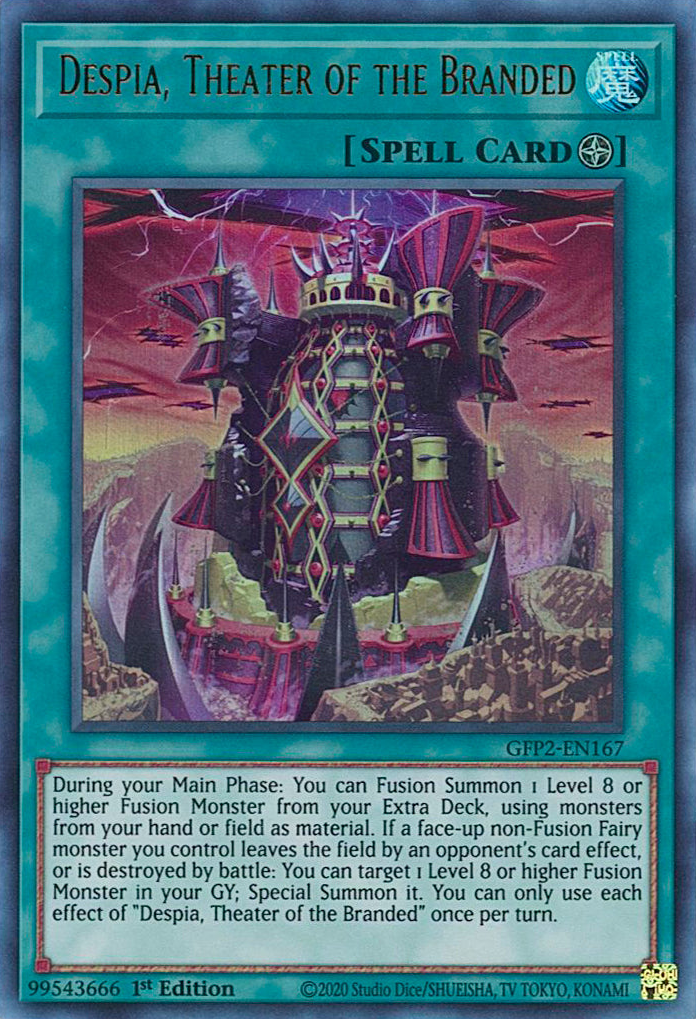 DESPIA, THEATER OF THE BRANDED
SPELL
魔
[SPELL CARD]
GFP2-EN167
During your Main Phase: You can Fusion Summon 1 Level 8 or
higher Fusion Monster from your Extra Deck, using monsters
from your hand or field as material. If a face-up non-Fusion Fairy
monster you control leaves the field by an opponent's card effect,
or is destroyed by battle: You can target 1 Level 8 or higher Fusion
Monster in your GY; Special Summon it. You can only use each
effect of "Despia, Theater of the Branded" once per turn.
99543666 1st Edition ©2020 Studio Dice/SHUEISHA, TV TOKYO, KONAMI